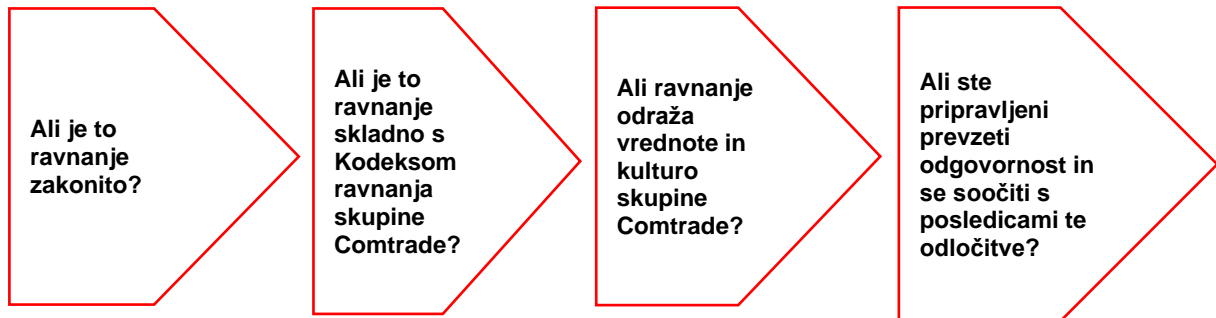 Ali je to
ravnanje
zakonito?
Ali je to
ravnanje
skladno s
Kodeksom
ravnanja
skupine
Comtrade?
Ali ravnanje
odraža
vrednote in
kulturo
skupine
Comtrade?
Ali ste
pripravljeni
prevzeti
odgovornost in
se soočiti s
posledicami te
odločitve?